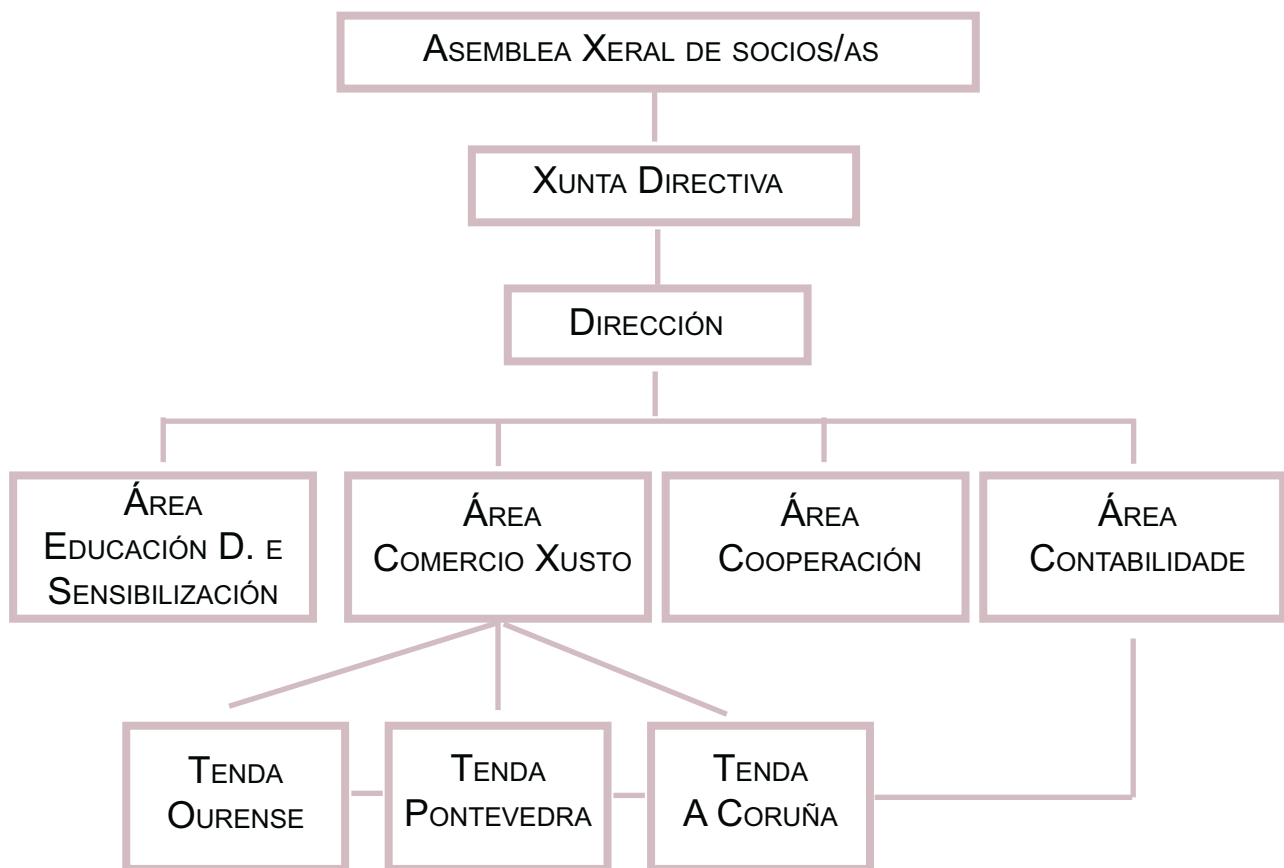 Asemblea Xeral de socios/as
Xunta Directiva
Dirección
Área
Educación D. e
Sensibilización
Área
Comercio Xusto
Área
Cooperación
Área
Contabilidade
Tenda
Ourense
Tenda
Pontevedra
Tenda
A Coruña